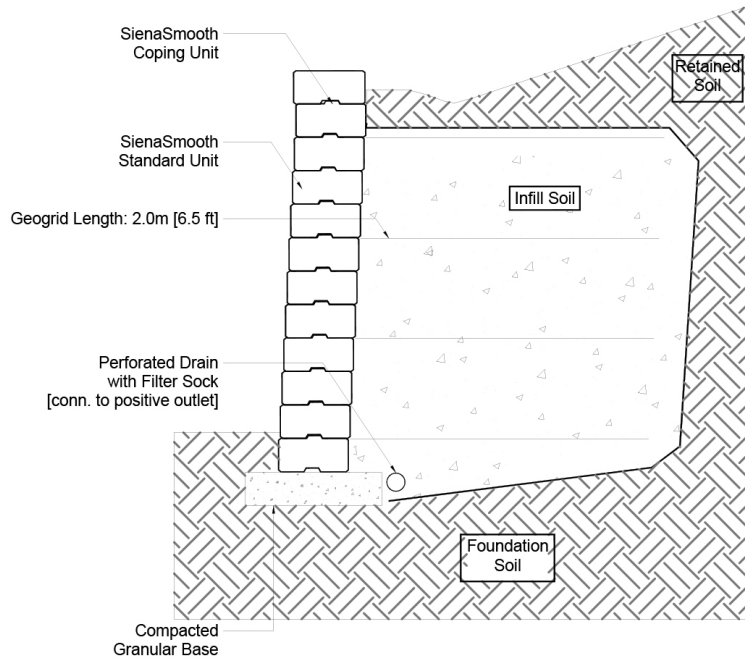 SienaSmooth
Coping Unit
Retained
Soil
SienaSmooth
Standard Unit
Infill Soil
Geogrid Length: 2.0m [6.5 ft]
Perforated Drain
with Filter Sock
[conn. to positive outlet]
Foundation
Soil
Compacted
Granular Base